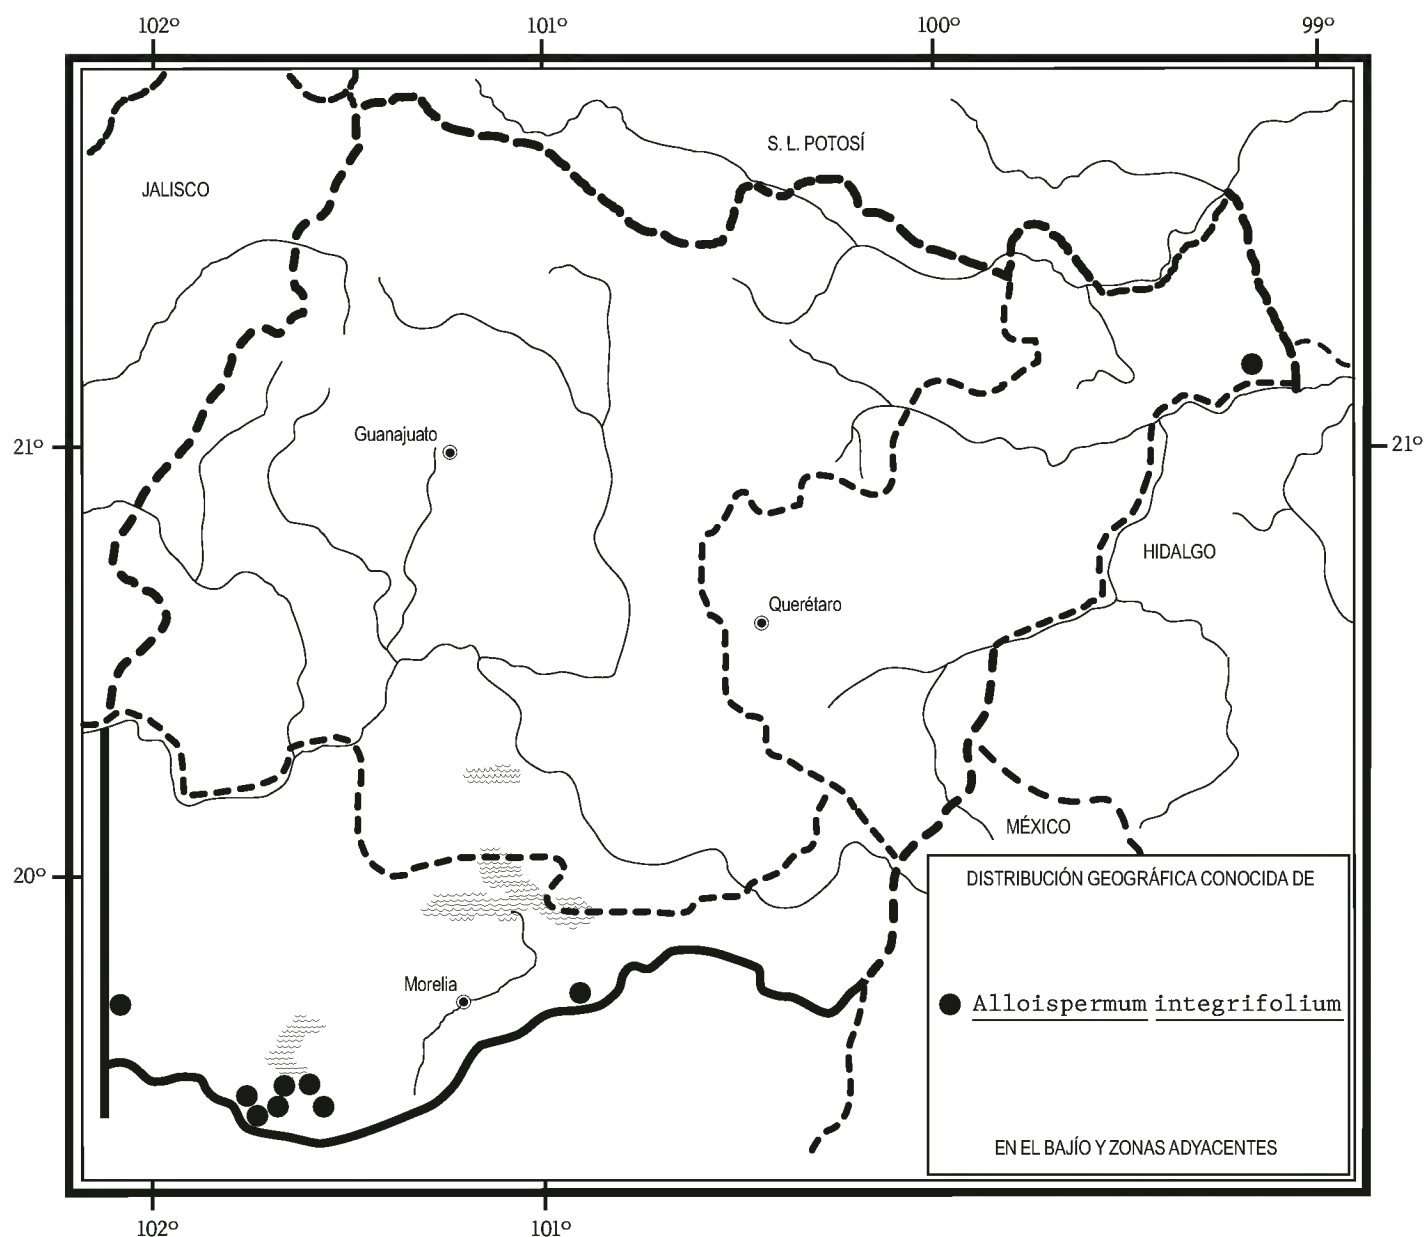 102º 101º 100º 99º
S. L. POTOSÍ
JALISCO
Guanajuato
21º 21º
HIDALGO
Querétaro
MÉXICO
20º
DISTRIBUCIÓN GEOGRÁFICA CONOCIDA DE
Morelia
Alloispermum integrifolium
EN EL BAJÍO Y ZONAS ADYACENTES
102º 101º